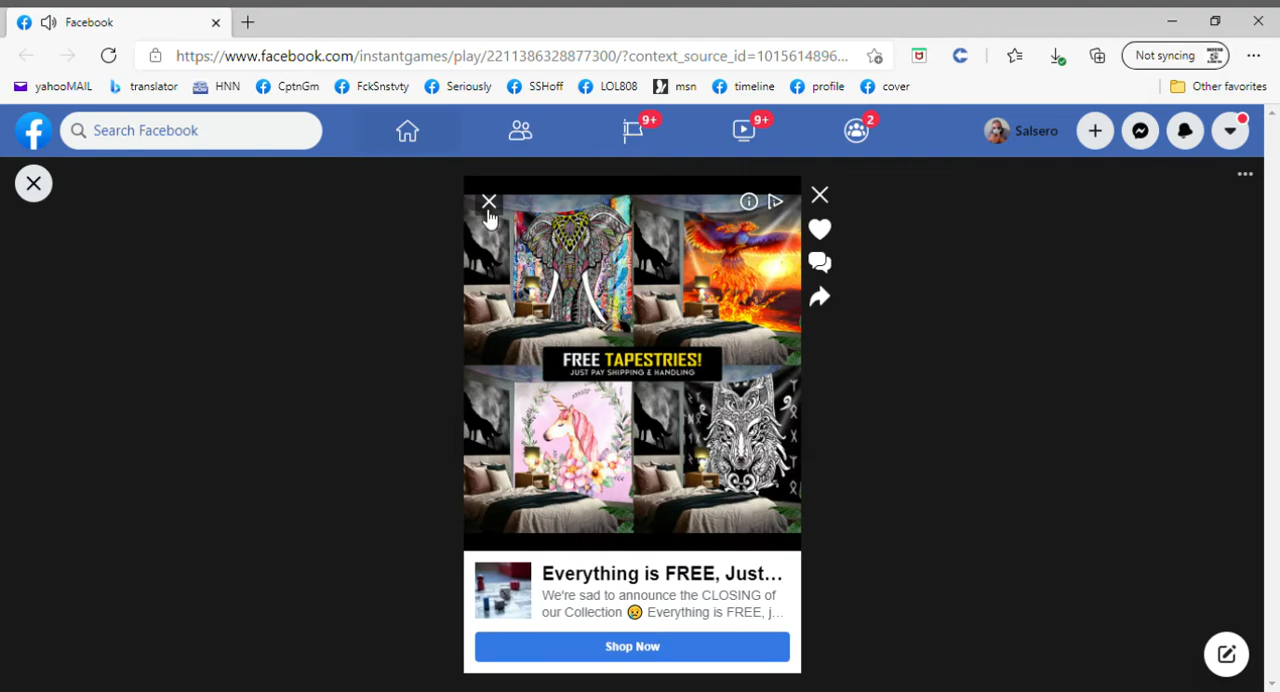 Facebook
https://www.facebook.com/instantgames/play/2211386328877300/?context_source_id=1015614896...
Not syncing
yahooMAIL
translator
HNN
CptnGm
FckSnstvty
Seriously
SSHoff
LOL808
msn
timeline
profile
cover
Other favorites
Search Facebook
9+
9+
2
Salsero
FREE TAPESTRIES!
JUST PAY SHIPPING & HANDLING
Everything is FREE, Just...
We're sad to announce the CLOSING of
our Collection 😥 Everything is FREE, j...
Shop Now